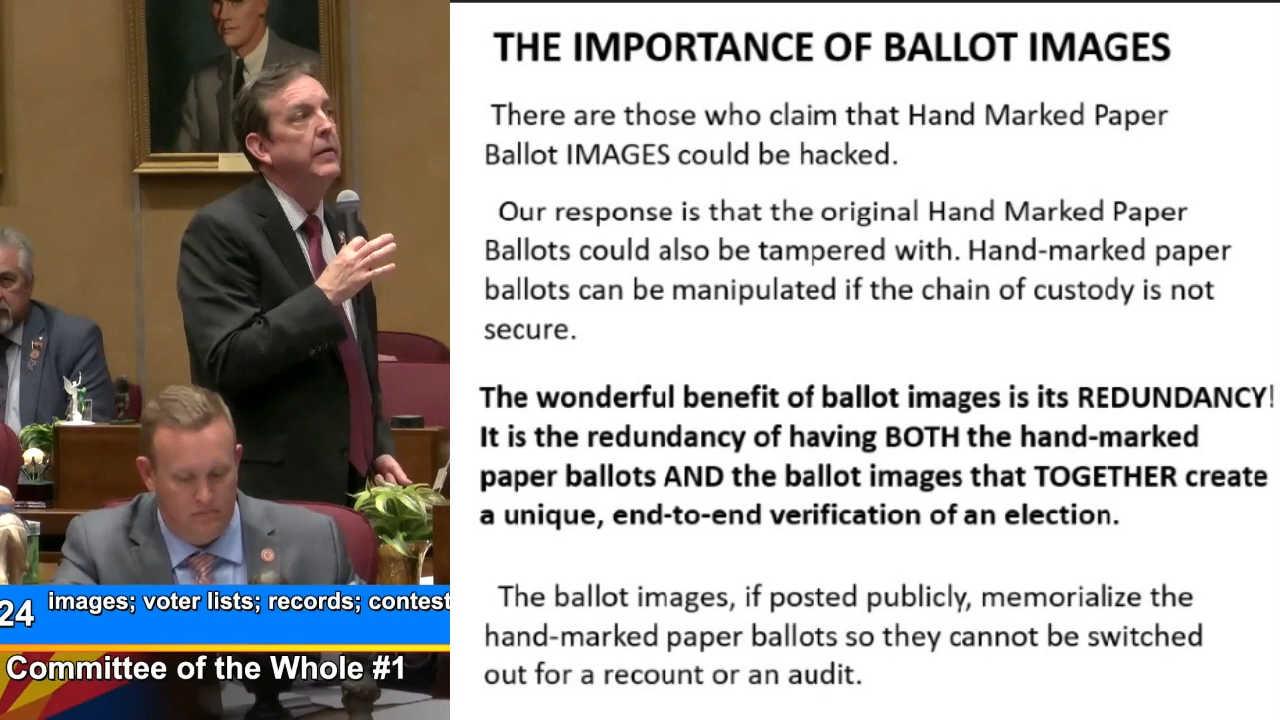 THE IMPORTANCE OF BALLOT IMAGES
There are those who claim that Hand Marked Paper
Ballot IMAGES could be hacked.
Our response is that the original Hand Marked Paper
Ballots could also be tampered with. Hand-marked paper
ballots can be manipulated if the chain of custody is not
secure.
The wonderful benefit of ballot images is its REDUNDANCY!
It is the redundancy of having BOTH the hand-marked
paper ballots AND the ballot images that TOGETHER create
a unique, end-to-end verification of an election.
The ballot images, if posted publicly, memorialize the
hand-marked paper ballots so they cannot be switched
out for a recount or an audit.
24 images; voter lists; records; contest
Committee of the Whole #1